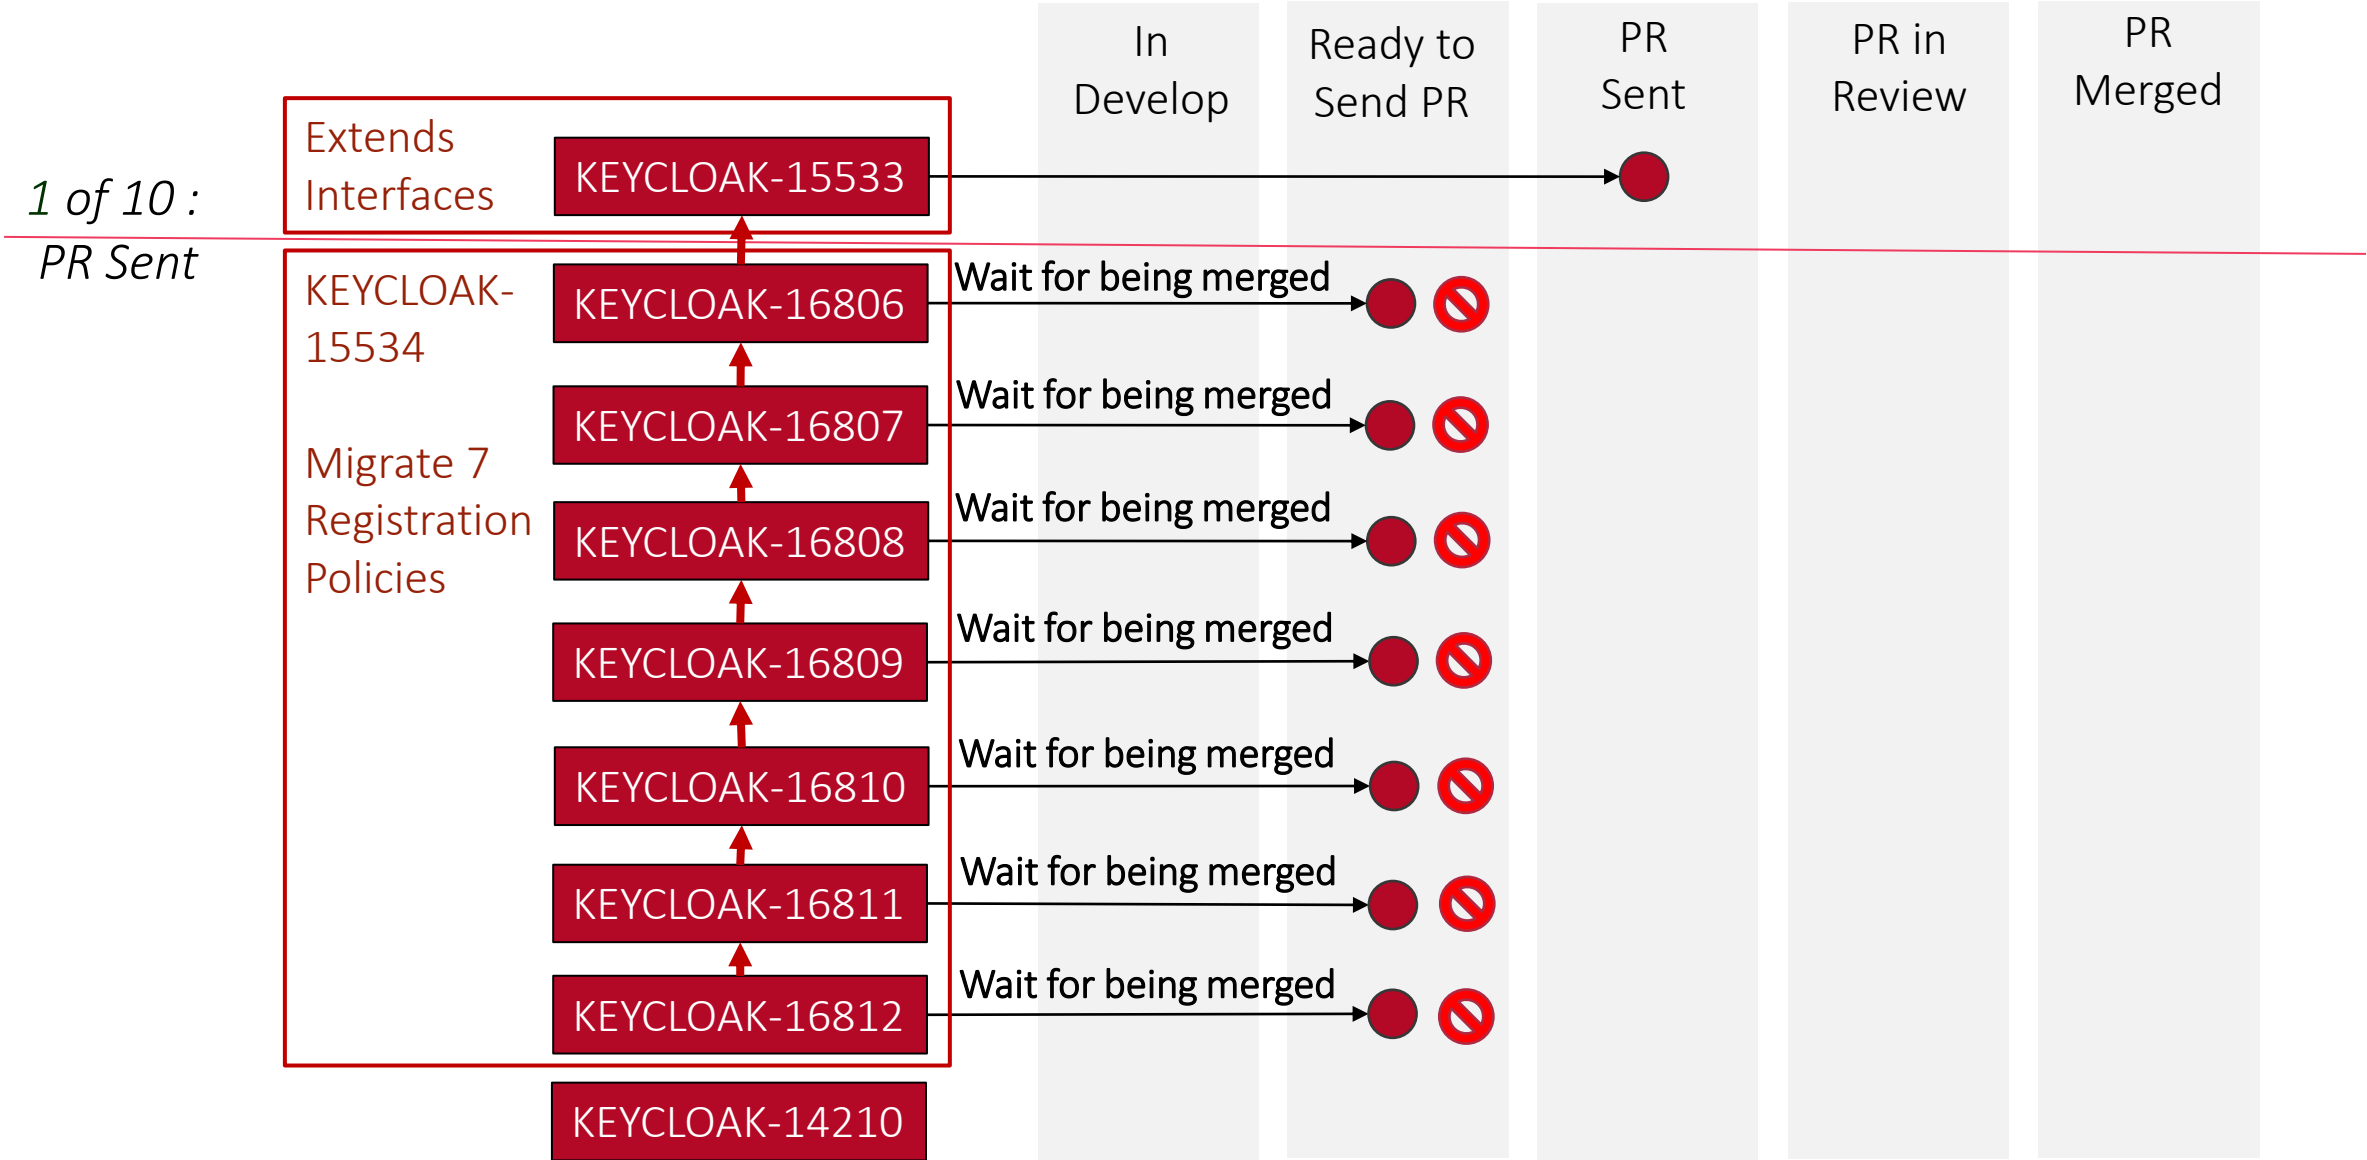 In
Develop
Ready to
Send PR
PR
Sent
PR in
Review
PR
Merged
1 of 10 :
PR Sent
Extends
Interfaces
KEYCLOAK-15533
KEYCLOAK-
15534
Migrate 7
Registration
Policies
KEYCLOAK-16806
Wait for being merged
KEYCLOAK-16807
Wait for being merged
KEYCLOAK-16808
Wait for being merged
KEYCLOAK-16809
Wait for being merged
KEYCLOAK-16810
Wait for being merged
KEYCLOAK-16811
Wait for being merged
KEYCLOAK-16812
Wait for being merged
KEYCLOAK-14210